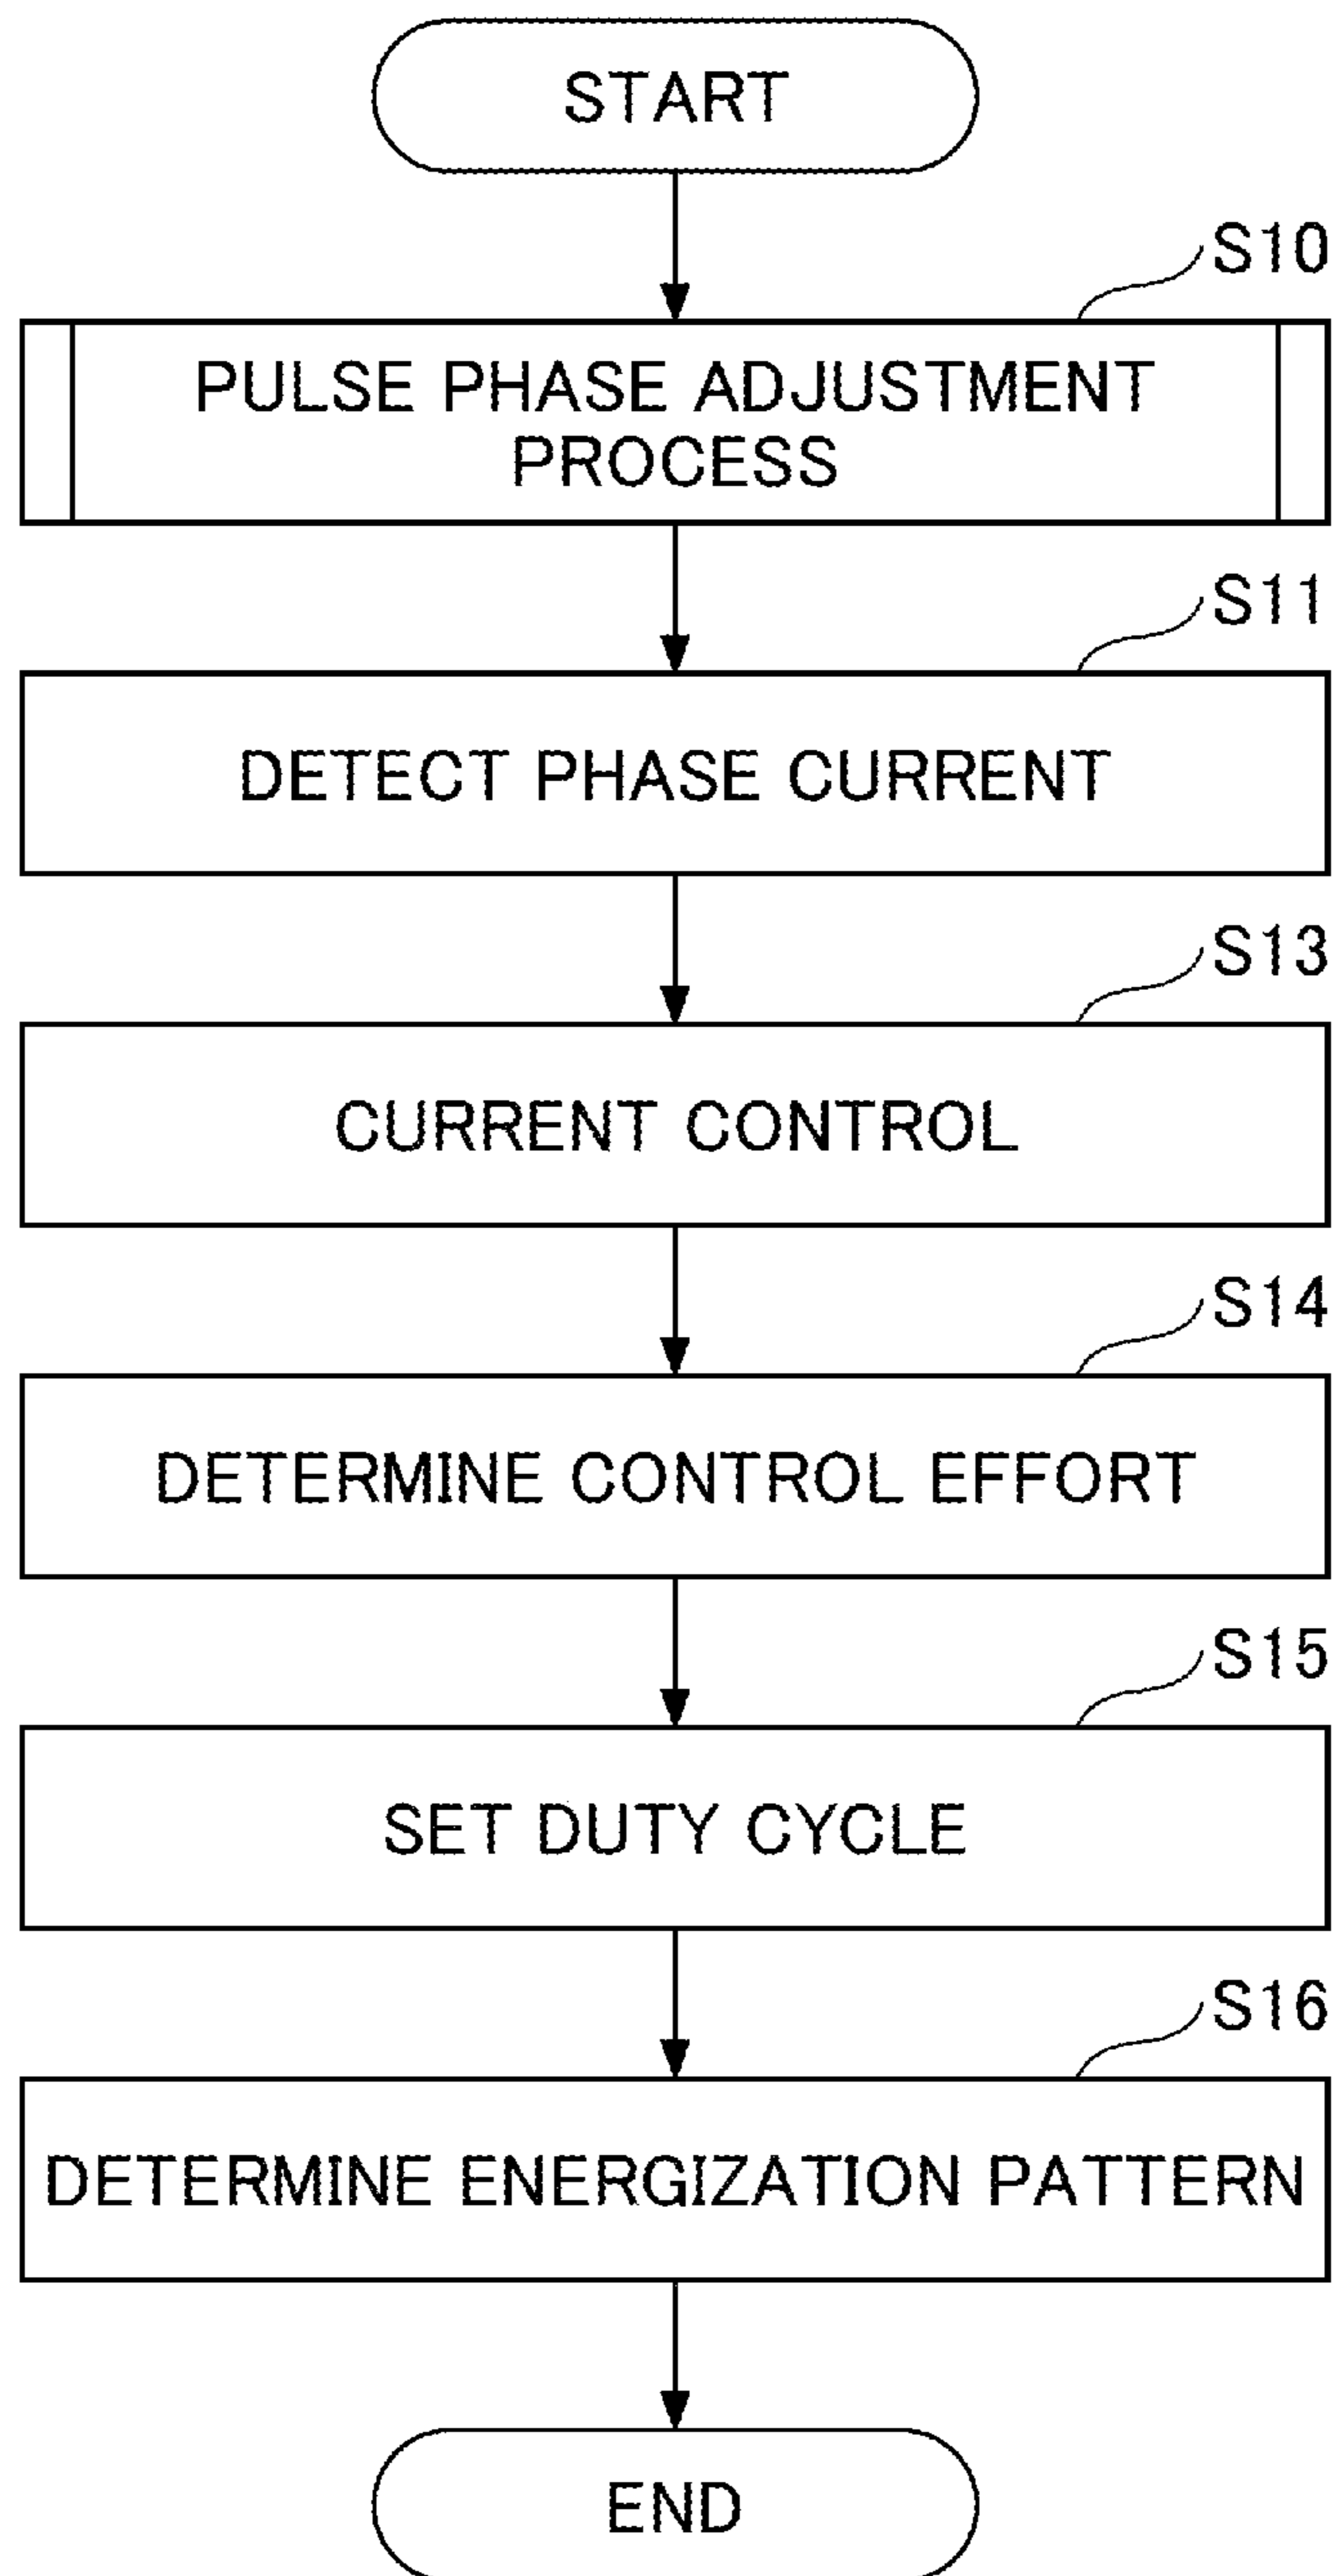 START
S10
PULSE PHASE ADJUSTMENT
PROCESS
S11
DETECT PHASE CURRENT
S13
CURRENT CONTROL
S14
DETERMINE CONTROL EFFORT
S15
SET DUTY CYCLE
S16
DETERMINE ENERGIZATION PATTERN
END